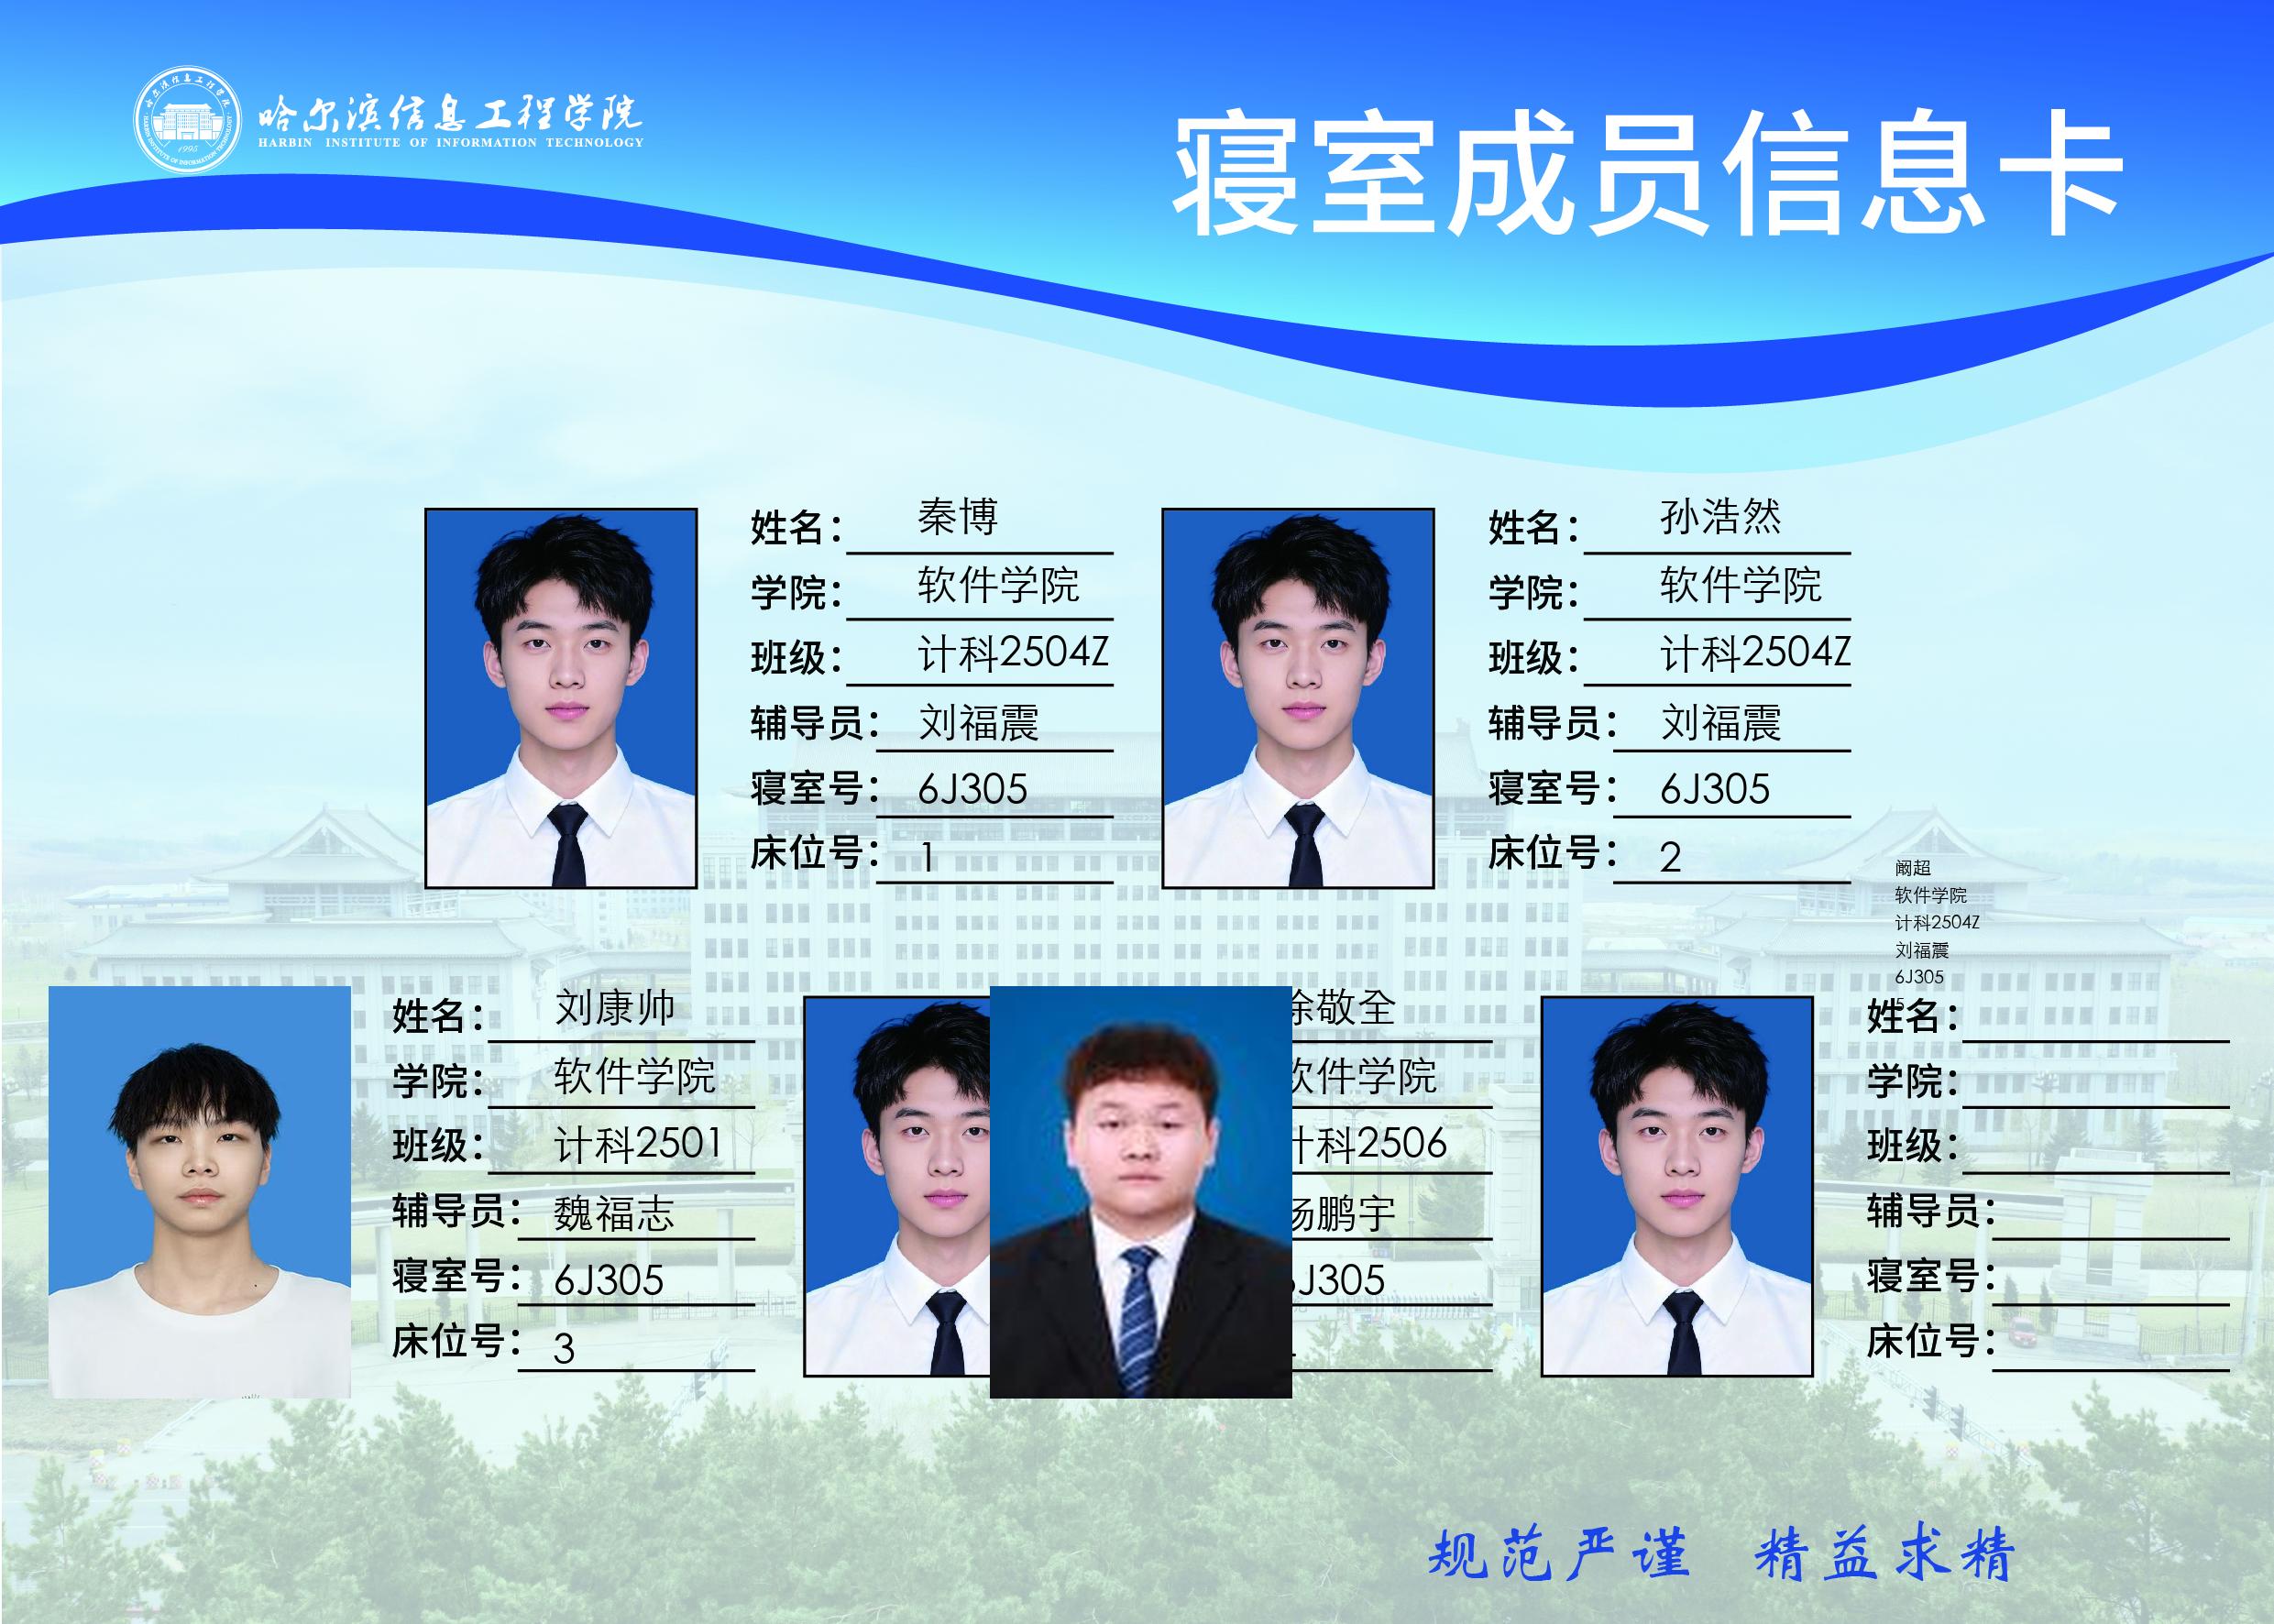 哈尔滨信息工程学院
HARBIN INSTITUTE OF INFORMATION TECHNOLOGY
1995
寝室成员信息卡
姓名： 秦博
学院： 软件学院
班级： 计科2504Z
辅导员： 刘福震
寝室号： 6J305
床位号： 1
姓名： 孙浩然
学院： 软件学院
班级： 计科2504Z
辅导员： 刘福震
寝室号： 6J305
床位号： 2
阚超
软件学院
计科2504Z
刘福震
6J305
5
姓名： 刘康帅
学院： 软件学院
班级： 计科2501
辅导员： 魏福志
寝室号： 6J305
床位号： 3
敬全
件学院
科2506
鹏宇
J305
姓名：
学院：
班级：
辅导员：
寝室号：
床位号：
规范严谨 精益求精